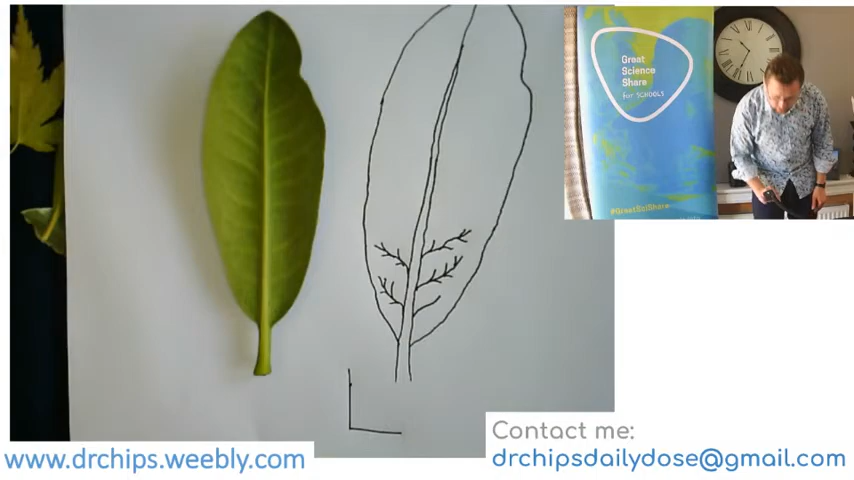 Great
Science
Share
for SCHOOLS
#GreatSciShare
www.drchips.weebly.com
Contact me:
drchipsdailydose@gmail.com